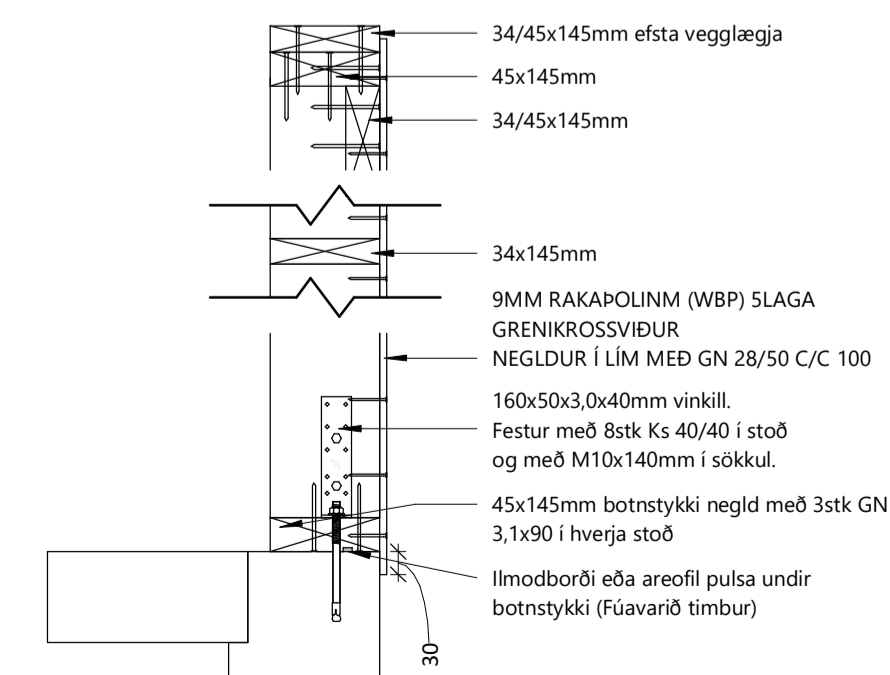 34/45x145mm efsta vegglægja
45x145mm
34/45x145mm
34x145mm
9MM RAKAÞOLINM (WBP) 5LAGA
GRENIKROSSVIÐUR
NEGLDUR Í LÍM MEÐ GN 28/50 C/C 100
160x50x3,0x40mm vinkill.
Festur með 8stk Ks 40/40 í stoð
og með M10x140mm í sökkul.
45x145mm botnstykki negld með 3stk GN
3,1x90 í hverja stoð
Ilmodborði eða areofil pulsa undir
botnstykki (Fúavarið timbur)
30